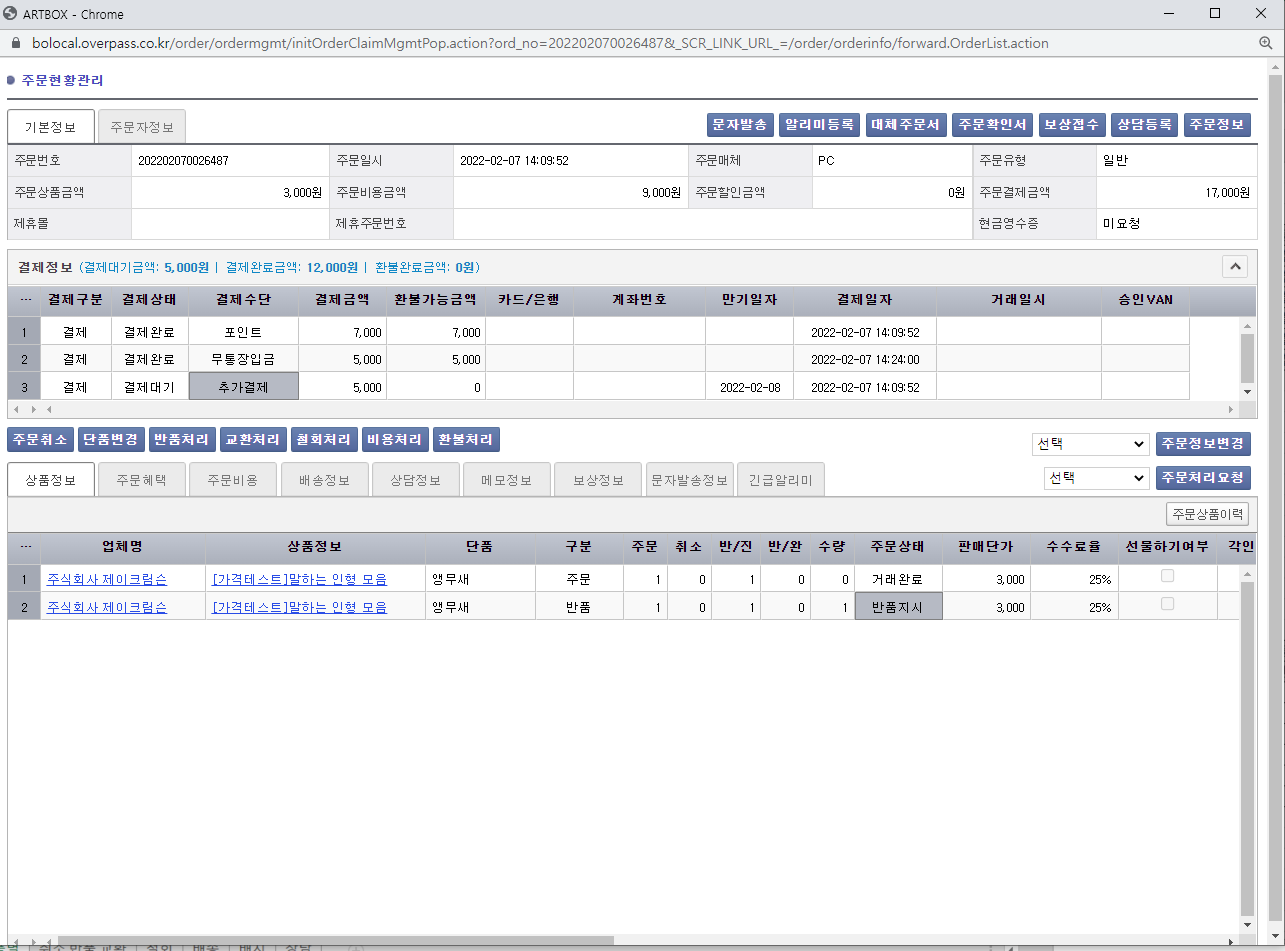 ARTBOX - Chrome
bolocal.overpass.co.kr/order/ordermgmt/initOrderClaimMgmtPop.action?ord_no=202202070026487&_SCR_LINK_URL_=/order/orderinfo/forward.OrderList.action
주문현황관리
기본정보 주문자정보 문자발송 알리미등록 대체주문서 주문확인서 보상접수 상담등록 주문정보
주문번호 202202070026487 주문일시 2022-02-07 14:09:52 주문매체 PC 주문유형 일반
주문상품금액 3,000원 주문비용금액 9,000원 주문할인금액 0원 주문결제금액 17,000원
제휴몰 제휴주문번호 현금영수증 미요청
결제정보 (결제대기금액: 5,000원 | 결제완료금액: 12,000원 | 환불완료금액: 0원)
... 결제구분 결제상태 결제수단 결제금액 환불가능금액 카드/은행 계좌번호 만기일자 결제일자 거래일시 승인VAN
1 결제 결제완료 포인트 7,000 7,000 2022-02-07 14:09:52
2 결제 결제완료 무통장입금 5,000 5,000 2022-02-07 14:24:00
3 결제 결제대기 추가결제 5,000 0 2022-02-08 2022-02-07 14:09:52
주문취소 단품변경 반품처리 교환처리 철회처리 비용처리 환불처리 선택 주문정보변경
상품정보 주문혜택 주문비용 배송정보 상담정보 메모정보 보상정보 문자발송정보 긴급알리미 선택 주문처리요청
주문상품이력
... 업체명 상품정보 단품 구분 주문 취소 반/진 반/완 수량 주문상태 판매단가 수수료율 선물하기여부 각인
1 주식회사 제이크림슨 [가격테스트]말하는 인형 모음 앵무새 주문 1 0 1 0 0 거래완료 3,000 25%
2 주식회사 제이크림슨 [가격테스트]말하는 인형 모음 앵무새 반품 1 0 1 0 1 반품지시 3,000 25%